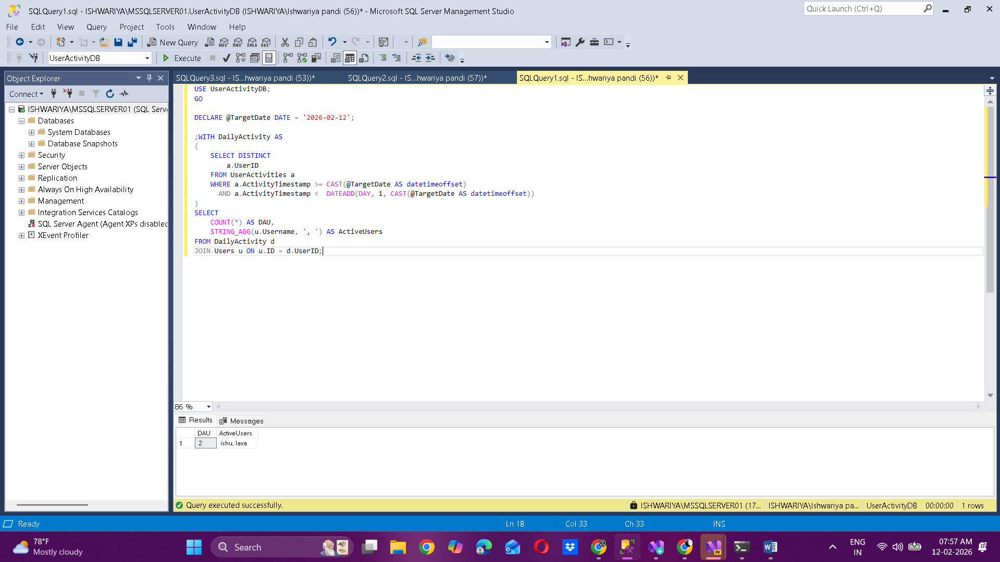 SQLQuery1.sql - ISHWARIYA\MSSQLSERVER01.UserActivityDB (ISHWARIYA\Ishwariya pandi (56))* - Microsoft SQL Server Management Studio
Quick Launch (Ctrl+Q)
File Edit View Query Project Tools Window Help
New Query MDX DMX XMLA DAX
UserActivityDB Execute
Object Explorer
SQLQuery3.sql - IS...hwariya pandi (53))* SQLQuery2.sql - IS...hwariya pandi (57))* SQLQuery1.sql - IS...hwariya pandi (56))*
Connect
ISHWARIYA\MSSQLSERVER01 (SQL Serv
Databases
System Databases
Database Snapshots
Security
Server Objects
Replication
Always On High Availability
Management
Integration Services Catalogs
SQL Server Agent (Agent XPs disabled
XEvent Profiler
USE UserActivityDB;
GO
DECLARE @TargetDate DATE = '2026-02-12';
;WITH DailyActivity AS
(
SELECT DISTINCT
a.UserID
FROM UserActivities a
WHERE a.ActivityTimestamp >= CAST(@TargetDate AS datetimeoffset)
AND a.ActivityTimestamp < DATEADD(DAY, 1, CAST(@TargetDate AS datetimeoffset))
)
SELECT
COUNT(*) AS DAU,
STRING_AGG(u.Username, ', ') AS ActiveUsers
FROM DailyActivity d
JOIN Users u ON u.ID = d.UserID;
86 %
Results Messages
DAU ActiveUsers
1 2 ishu, lava
Query executed successfully. ISHWARIYA\MSSQLSERVER01 (17... ISHWARIYA\Ishwariya pa... UserActivityDB 00:00:00 1 rows
Ready Ln 18 Col 33 Ch 33 INS
78°F
Mostly cloudy
Search
ENG
IN
07:57 AM
12-02-2026